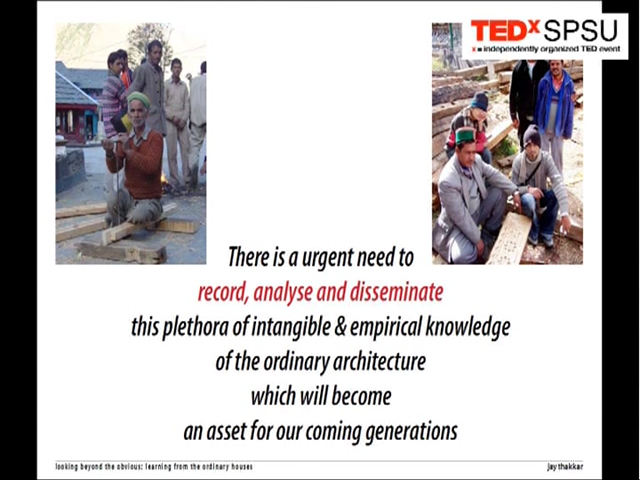 TEDxSPSU
x = independently organized TED event
There is a urgent need to
record, analyse and disseminate
this plethora of intangible & empirical knowledge
of the ordinary architecture
which will become
an asset for our coming generations
looking beyond the obvious: learning from the ordinary houses
jay thakkar